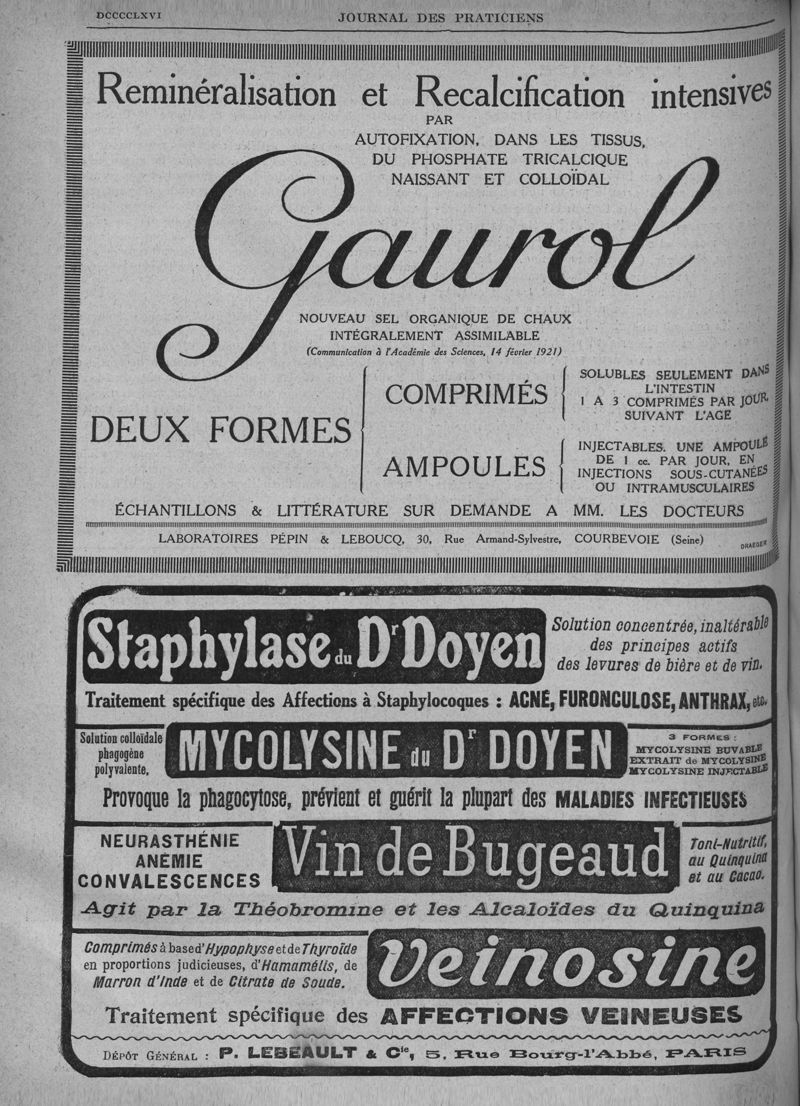 DCCCCLXVI
JOURNAL DES PRATICIENS
Reminéralisation et Recalcification intensives
PAR
AUTOFIXATION, DANS LES TISSUS,
DU PHOSPHATE TRICALCIQUE
NAISSANT ET COLLOÏDAL
Gaurol
NOUVEAU SEL ORGANIQUE DE CHAUX
INTÉGRALEMENT ASSIMILABLE
(Communication à l'Académie des Sciences, 14 février 1921)
DEUX FORMES
COMPRIMÉS
SOLUBLES SEULEMENT DANS
L'INTESTIN
1 A 3 COMPRIMÉS PAR JOUR,
SUIVANT L'AGE
AMPOULES
INJECTABLES. UNE AMPOULE
DE 1 cc. PAR JOUR, EN
INJECTIONS SOUS-CUTANÉES
OU INTRAMUSCULAIRES
ÉCHANTILLONS & LITTÉRATURE SUR DEMANDE A MM. LES DOCTEURS
LABORATOIRES PÉPIN & LEBOUCQ, 30, Rue Armand-Sylvestre, COURBEVOIE (Seine)
DRAEGER
Staphylase du Dr Doyen
Solution concentrée, inaltérable
des principes actifs
des levures de bière et de vin.
Traitement spécifique des Affections à Staphylocoques : ACNÉ, FURONCULOSE, ANTHRAX, etc.
Solution colloïdale
phagogène
polyvalente.
MYCOLYSINE du Dr DOYEN
3 FORMES :
MYCOLYSINE BUVABLE
EXTRAIT de MYCOLYSINE
MYCOLYSINE INJECTABLE
Provoque la phagocytose, prévient et guérit la plupart des MALADIES INFECTIEUSES
NEURASTHÉNIE
ANÉMIE
CONVALESCENCES
Vin de Bugeaud
Toni-Nutritif,
au Quinquina
et au Cacao.
Agit par la Théobromine et les Alcaloïdes du Quinquina
Comprimés à base d'Hypophyse et de Thyroïde
en proportions judicieuses, d'Hamamélis, de
Marron d'Inde et de Citrate de Soude.
Veinosine
Traitement spécifique des AFFECTIONS VEINEUSES
DÉPÔT GÉNÉRAL : P. LEBEAULT & Cie, 5, Rue Bourg-l'Abbé, PARIS